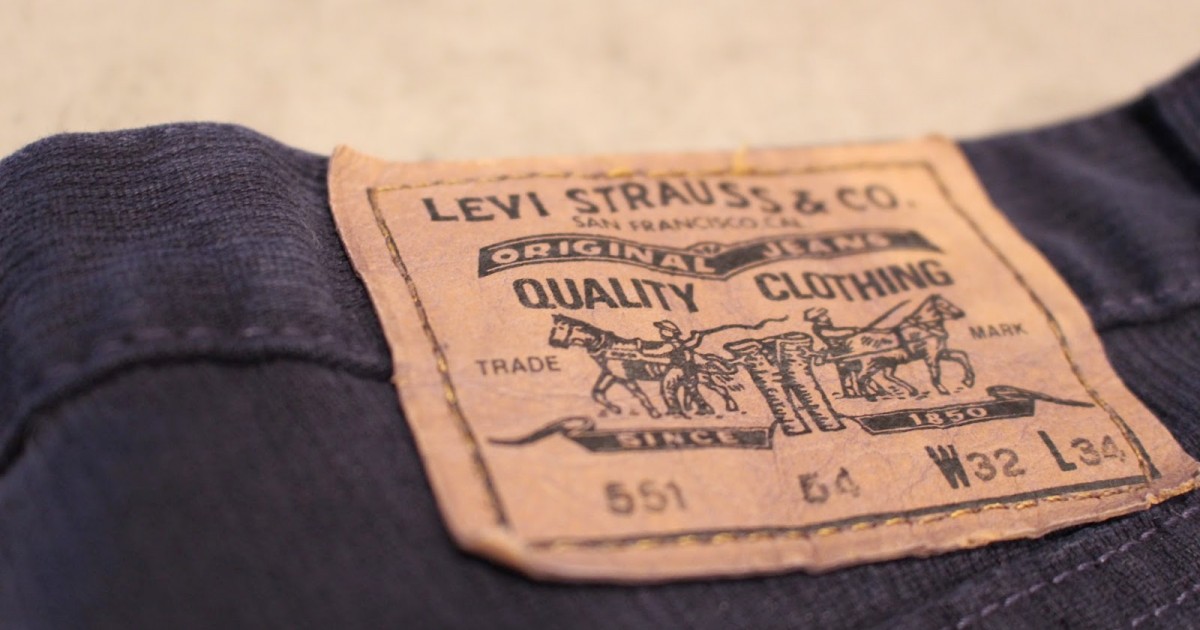 LEVI STRAUSS & CO.
SAN FRANCISCO, CAL
ORIGINAL JEANS
QUALITY CLOTHING
TRADE MARK
SINCE 1850
551 54 W32 L34